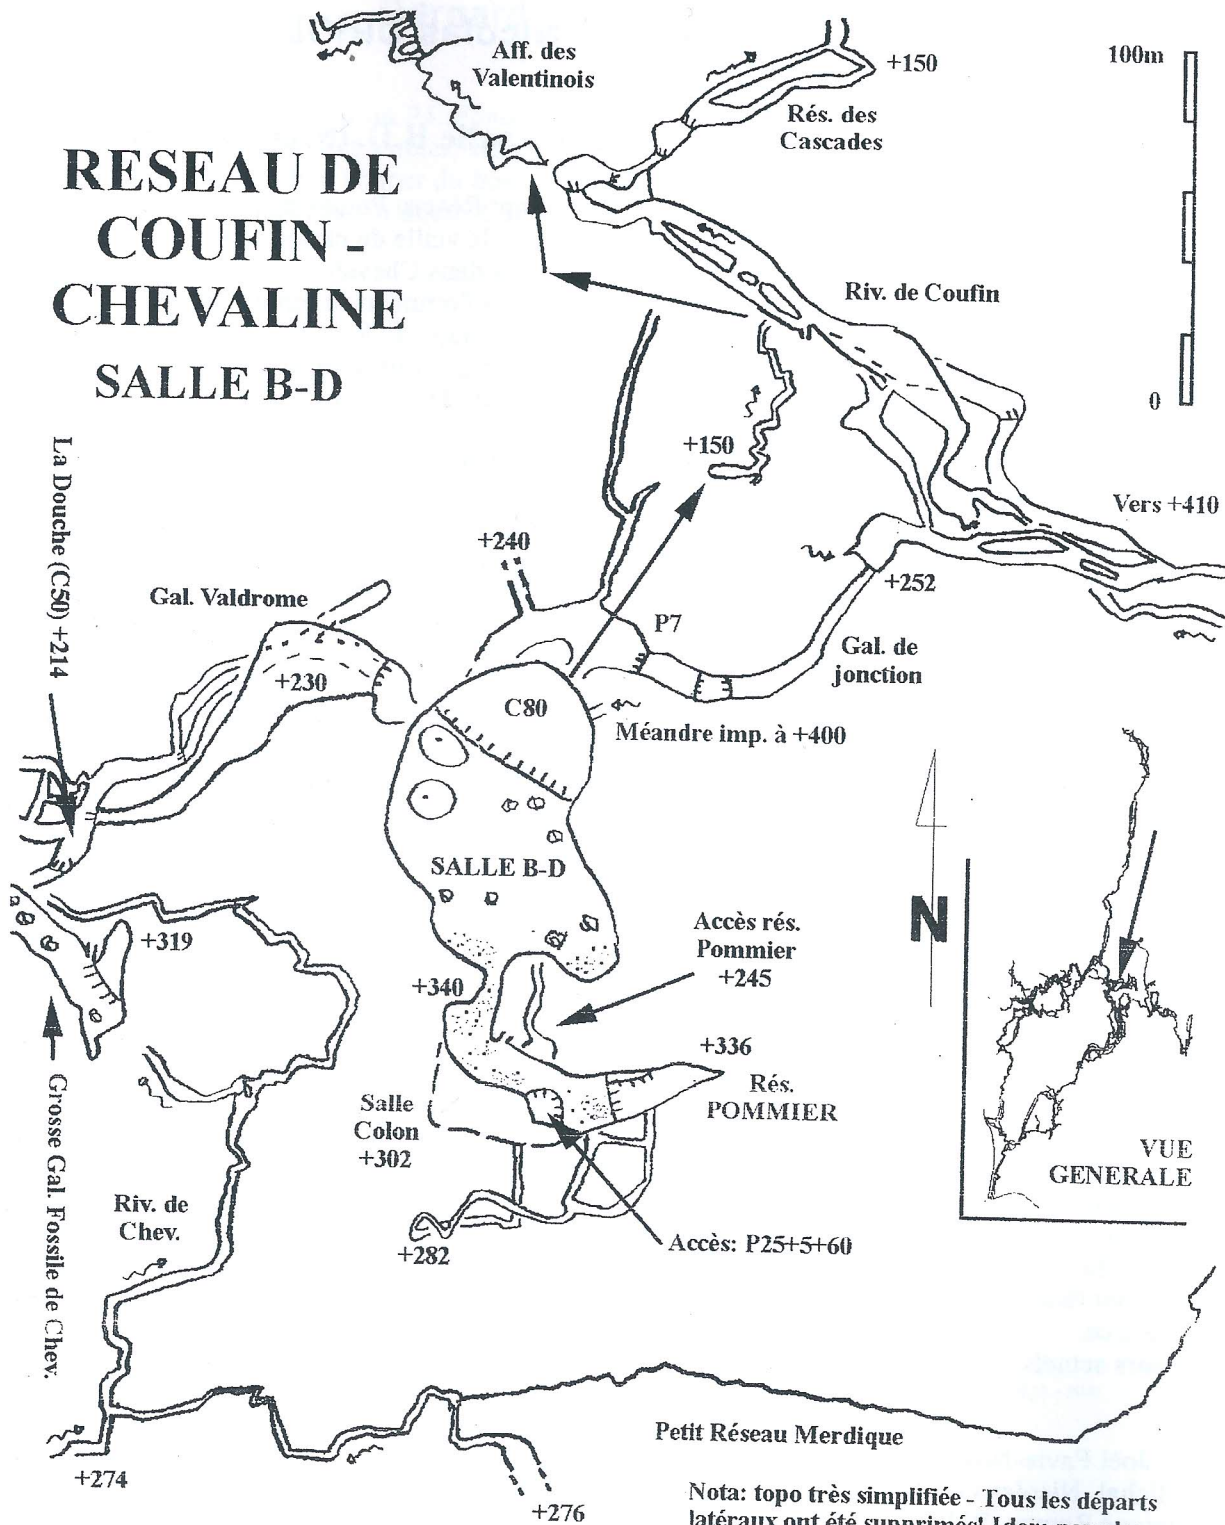 RESEAU DE
COUFIN -
CHEVALINE
SALLE B-D
Aff. des
Valentinois
+150
Rés. des
Cascades
100m
0
Riv. de Coufin
+150
Vers +410
+240
+252
Gal. Valdrome
P7
Gal. de
jonction
La Douche (C50) +214
+230
C80
Méandre imp. à +400
SALLE B-D
N
+319
Accès rés.
Pommier
+245
+340
+336
Rés.
POMMIER
Salle
Colon
+302
Grosse Gal. Fossile de Chev.
VUE
GENERALE
Riv. de
Chev.
+282
Accès: P25+5+60
Petit Réseau Merdique
+274
+276
Nota: topo très simplifiée - Tous les départs
latéraux ont été supprimés! Idem